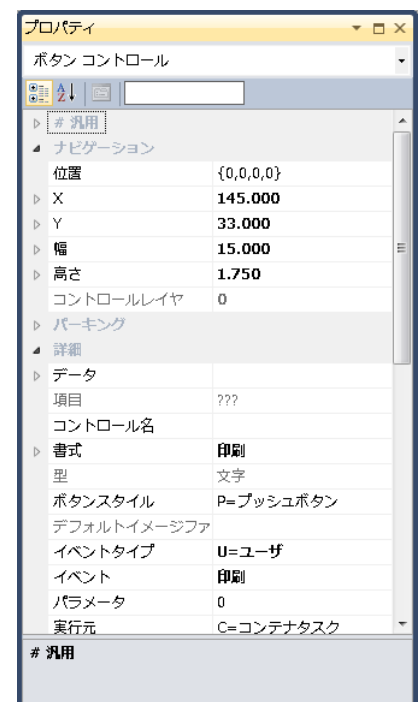 プロパティ
ボタン コントロール
# 汎用
ナビゲーション
位置 {0,0,0,0}
X 145.000
Y 33.000
幅 15.000
高さ 1.750
コントロールレイヤ 0
パーキング
詳細
データ
項目 ???
コントロール名
書式 印刷
型 文字
ボタンスタイル P=プッシュボタン
デフォルトイメージファ
イベントタイプ U=ユーザ
イベント 印刷
パラメータ 0
実行元 C=コンテナタスク
# 汎用